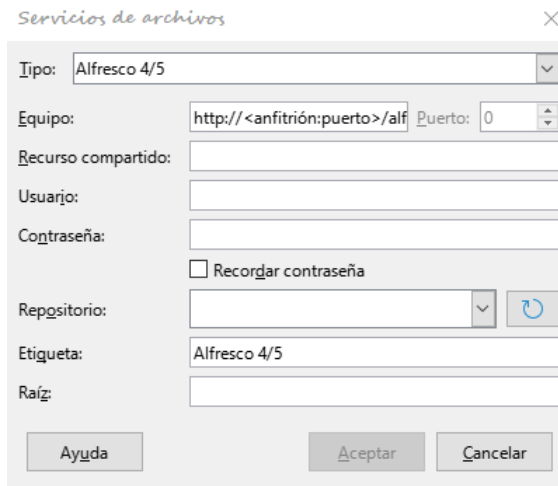 Servicios de archivos
Tipo: Alfresco 4/5
Equipo: http://<anfitrión:puerto>/alf Puerto: 0
Recurso compartido:
Usuario:
Contraseña:
Recordar contraseña
Repositorio:
Etiqueta: Alfresco 4/5
Raíz:
Ayuda Aceptar Cancelar